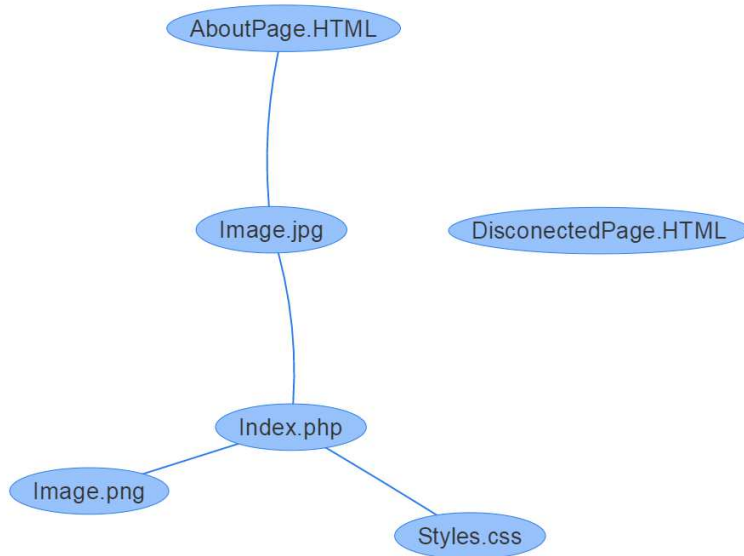 AboutPage.HTML
Image.jpg
DisconectedPage.HTML
Index.php
Image.png
Styles.css